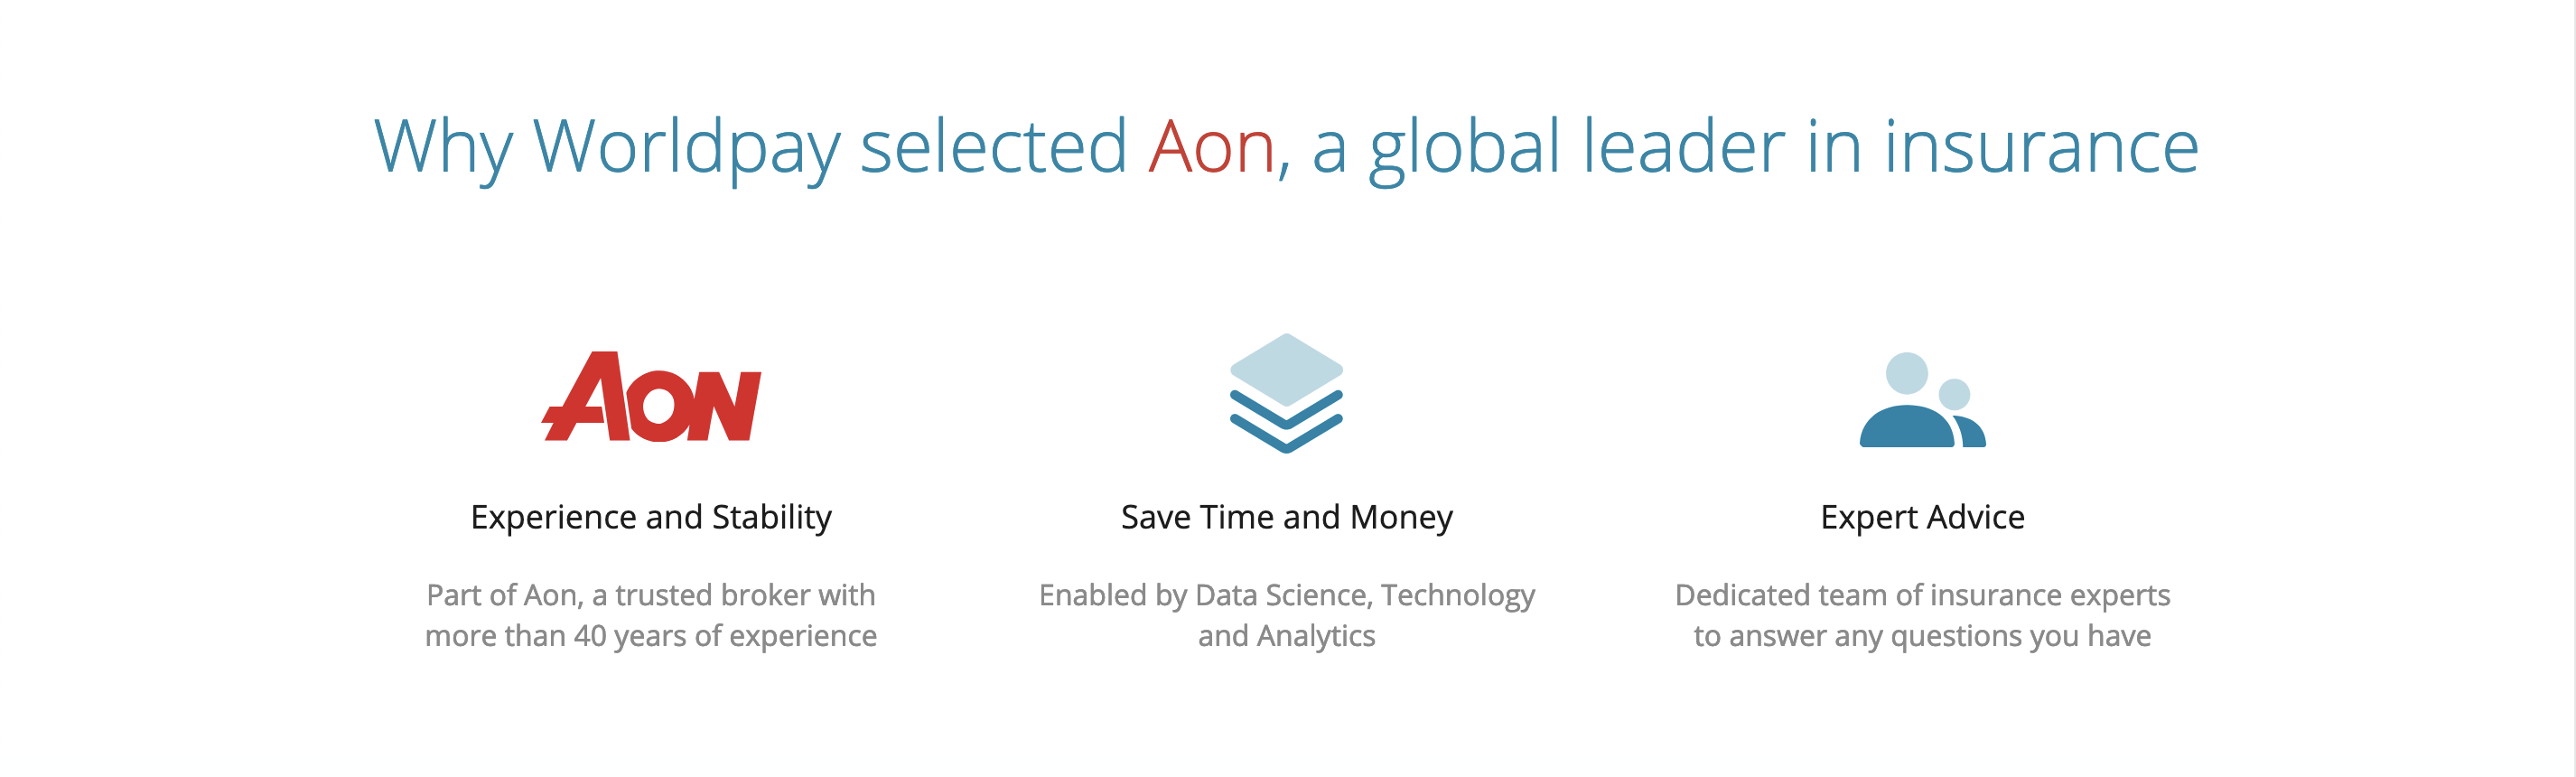 Why Worldpay selected Aon, a global leader in insurance
AON
Experience and Stability
Part of Aon, a trusted broker with
more than 40 years of experience
Save Time and Money
Enabled by Data Science, Technology
and Analytics
Expert Advice
Dedicated team of insurance experts
to answer any questions you have